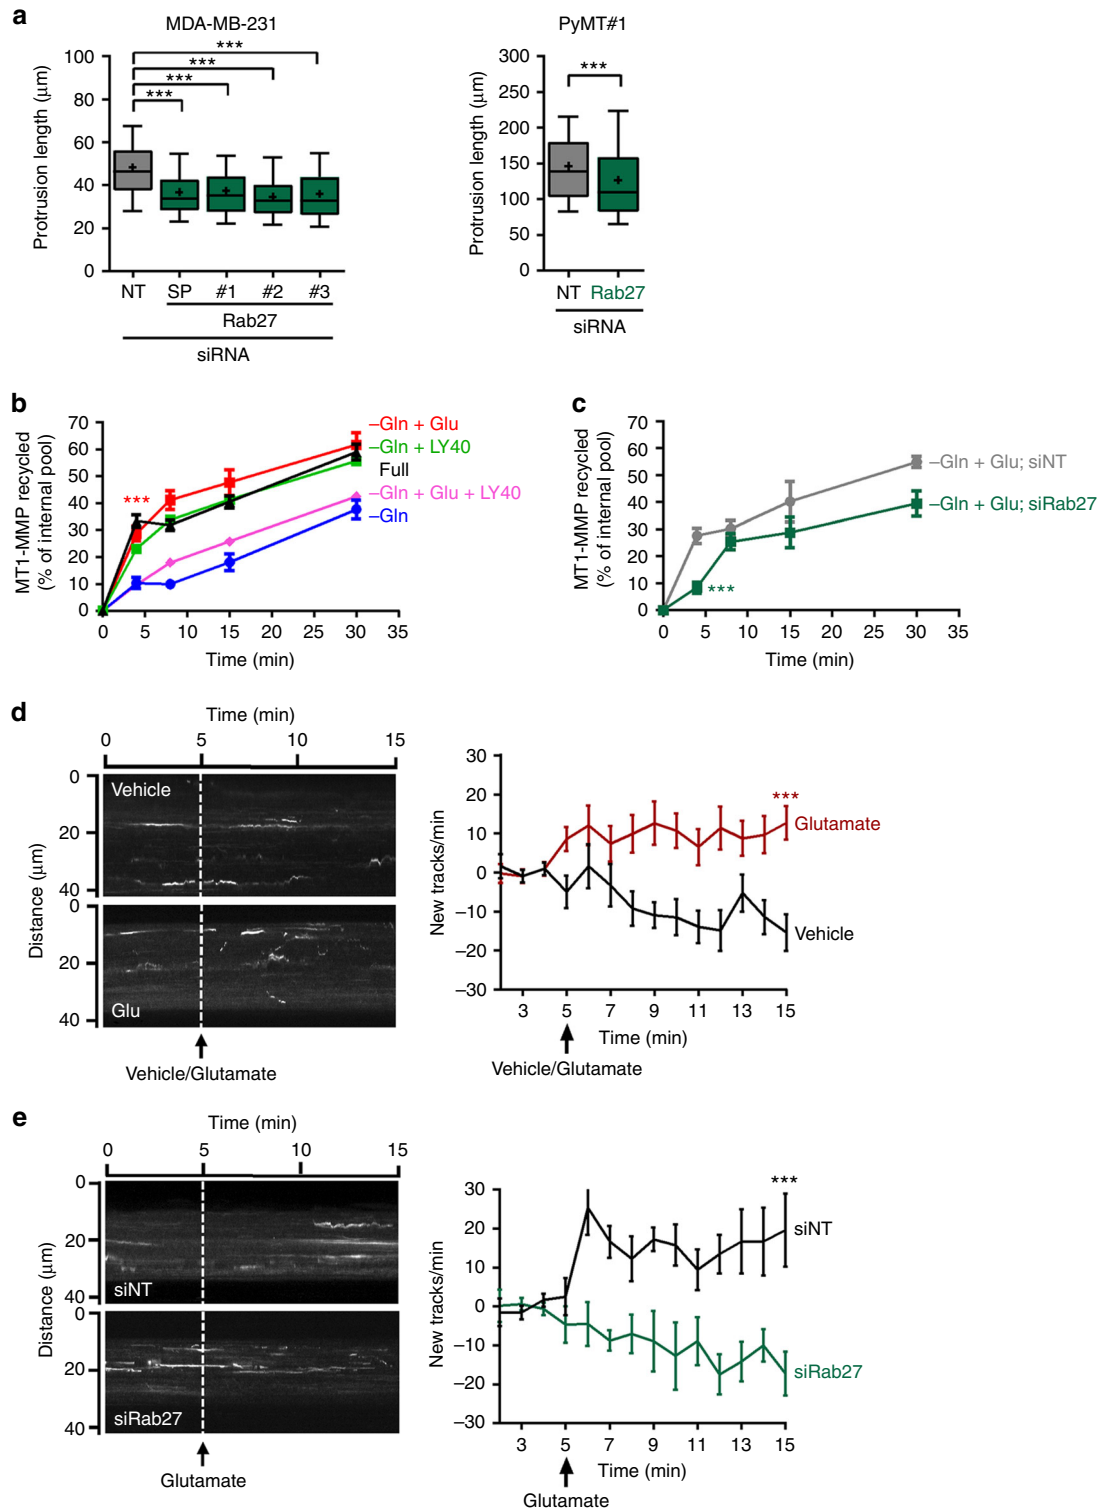 a
MDA-MB-231
PyMT#1
Protrusion length (μm)
100
80
60
40
20
0
***
***
***
***
NT SP #1 #2 #3
Rab27
siRNA
Protrusion length (μm)
300
250
200
150
100
50
0
***
NT Rab27
siRNA
b
MT1-MMP recycled
(% of internal pool)
70
60
50
40
30
20
10
0
***
–Gln + Glu
–Gln + LY40
Full
–Gln + Glu + LY40
–Gln
0 5 10 15 20 25 30 35
Time (min)
c
MT1-MMP recycled
(% of internal pool)
70
60
50
40
30
20
10
0
–Gln + Glu; siNT
–Gln + Glu; siRab27
***
0 5 10 15 20 25 30 35
Time (min)
d
Time (min)
0 5 10 15
Distance (μm)
0
20
40
Vehicle
0
20
40
Glu
Vehicle/Glutamate
New tracks/min
30
20
10
0
–10
–20
–30
***
Glutamate
Vehicle
3 5 7 9 11 13 15
Time (min)
Vehicle/Glutamate
e
Time (min)
0 5 10 15
Distance (μm)
0
20
40
siNT
0
20
40
siRab27
Glutamate
New tracks/min
30
20
10
0
–10
–20
–30
***
siNT
siRab27
3 5 7 9 11 13 15
Time (min)
Glutamate